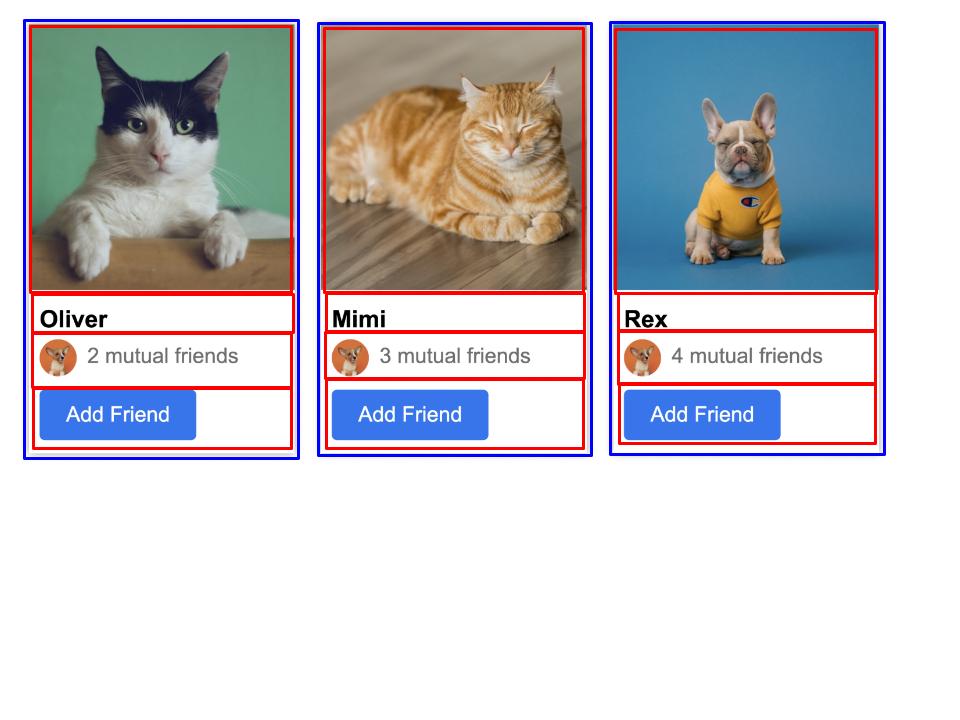 Oliver
2 mutual friends
Add Friend
Mimi
3 mutual friends
Add Friend
Rex
4 mutual friends
Add Friend